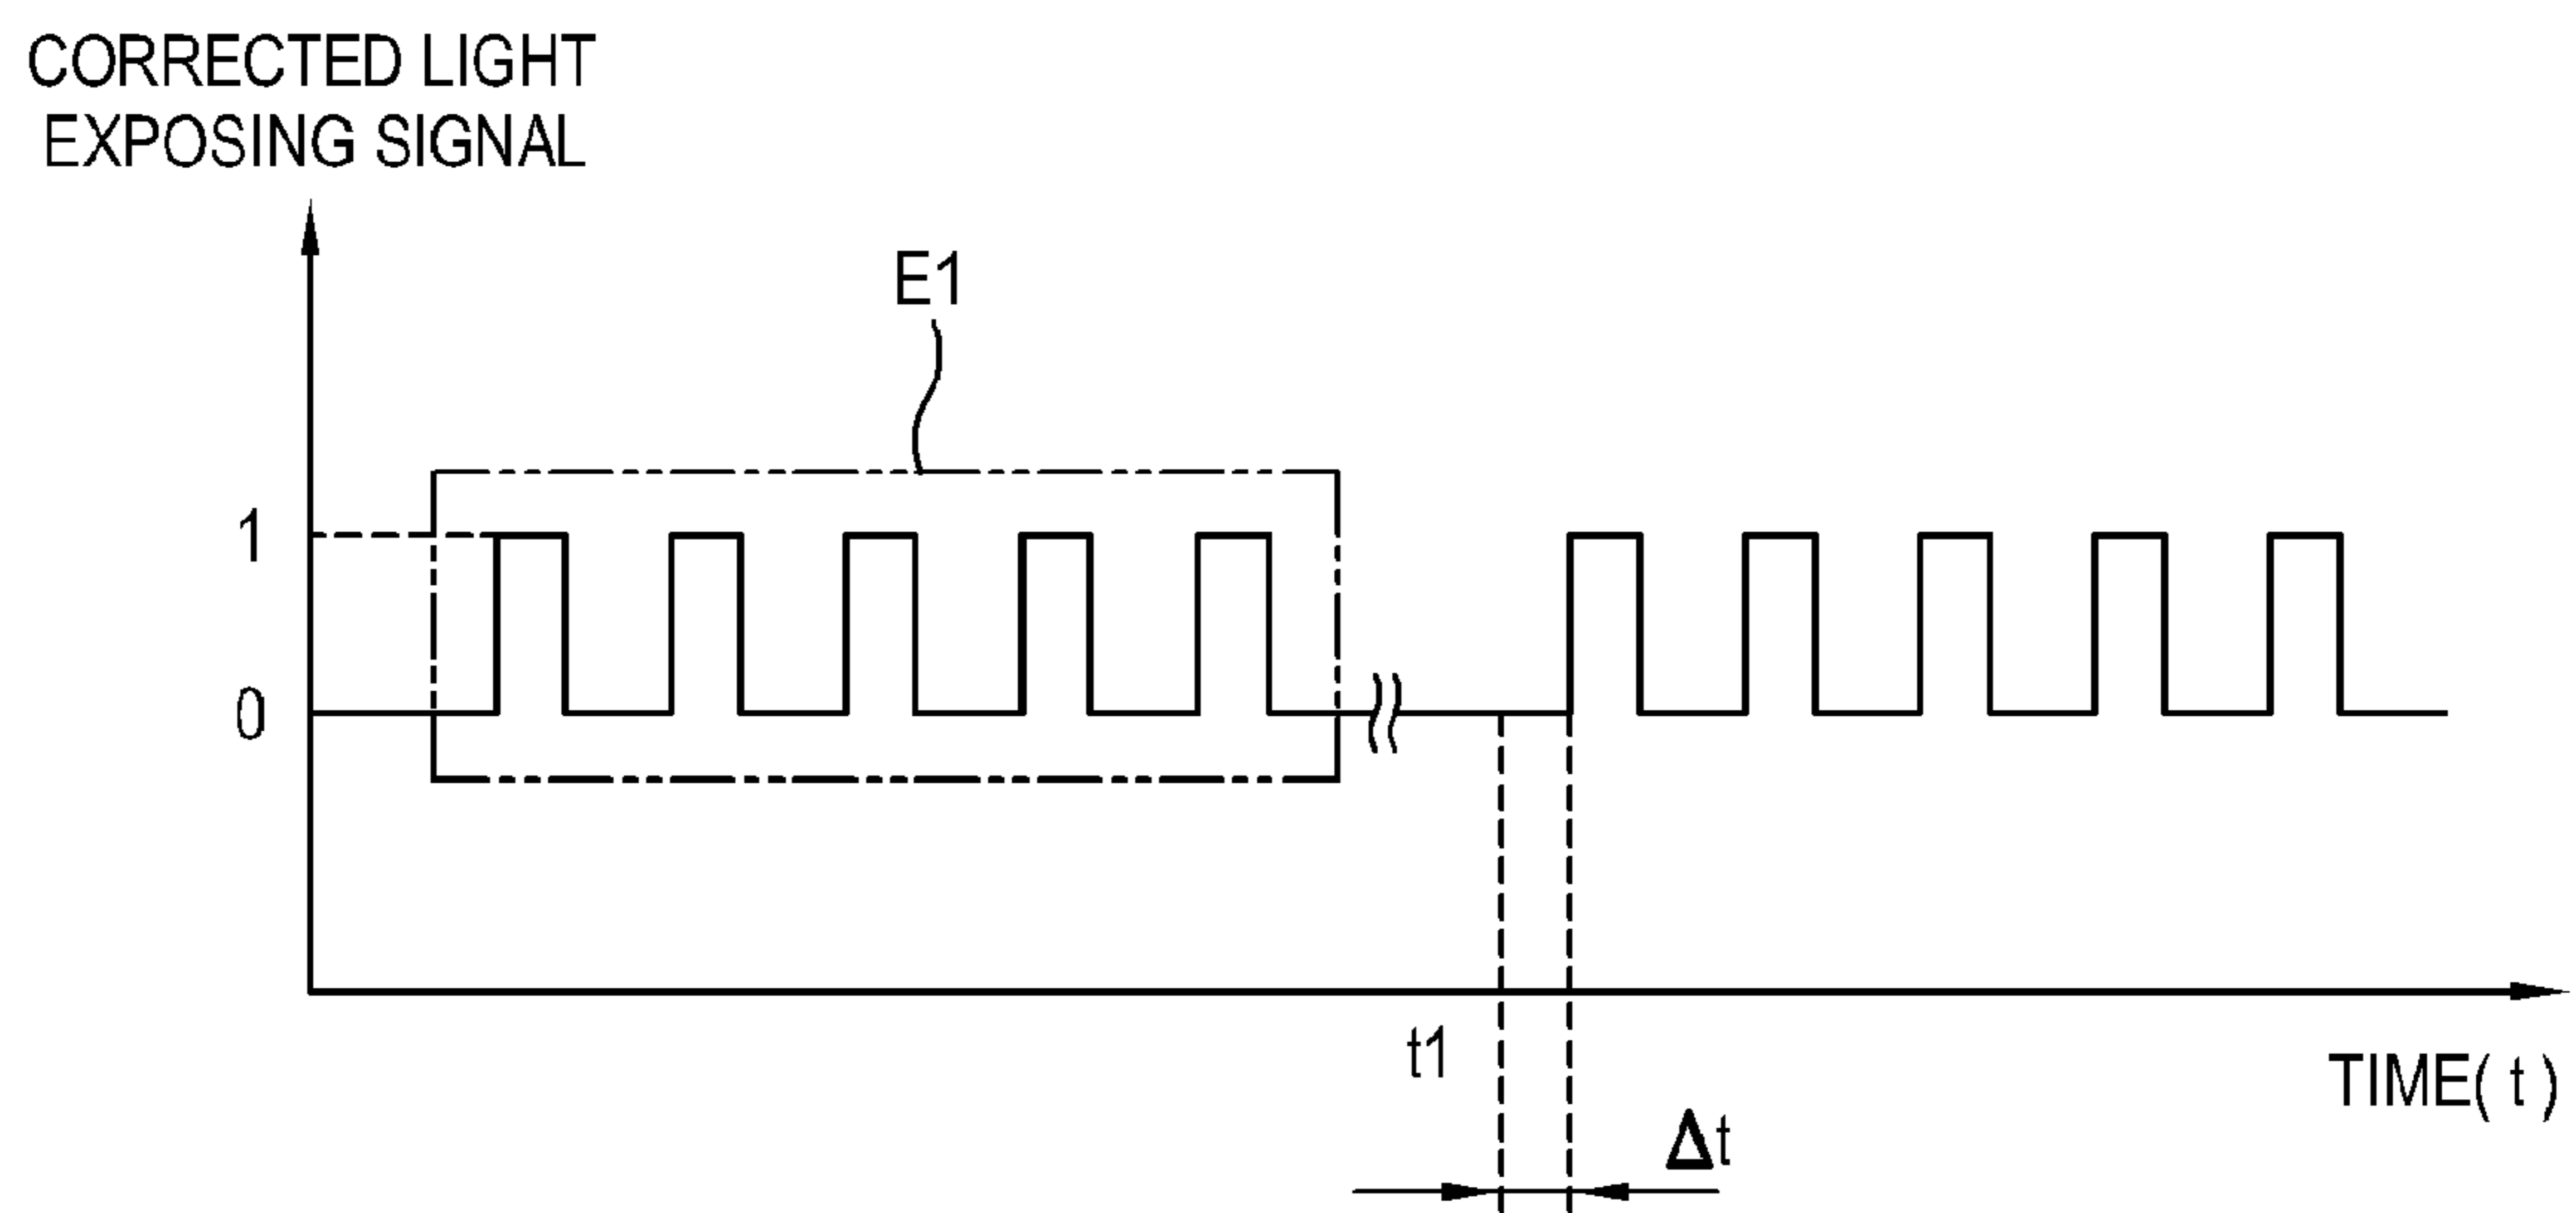 CORRECTED LIGHT
EXPOSING SIGNAL
E1
1
0
t1
TIME( t )
Δt